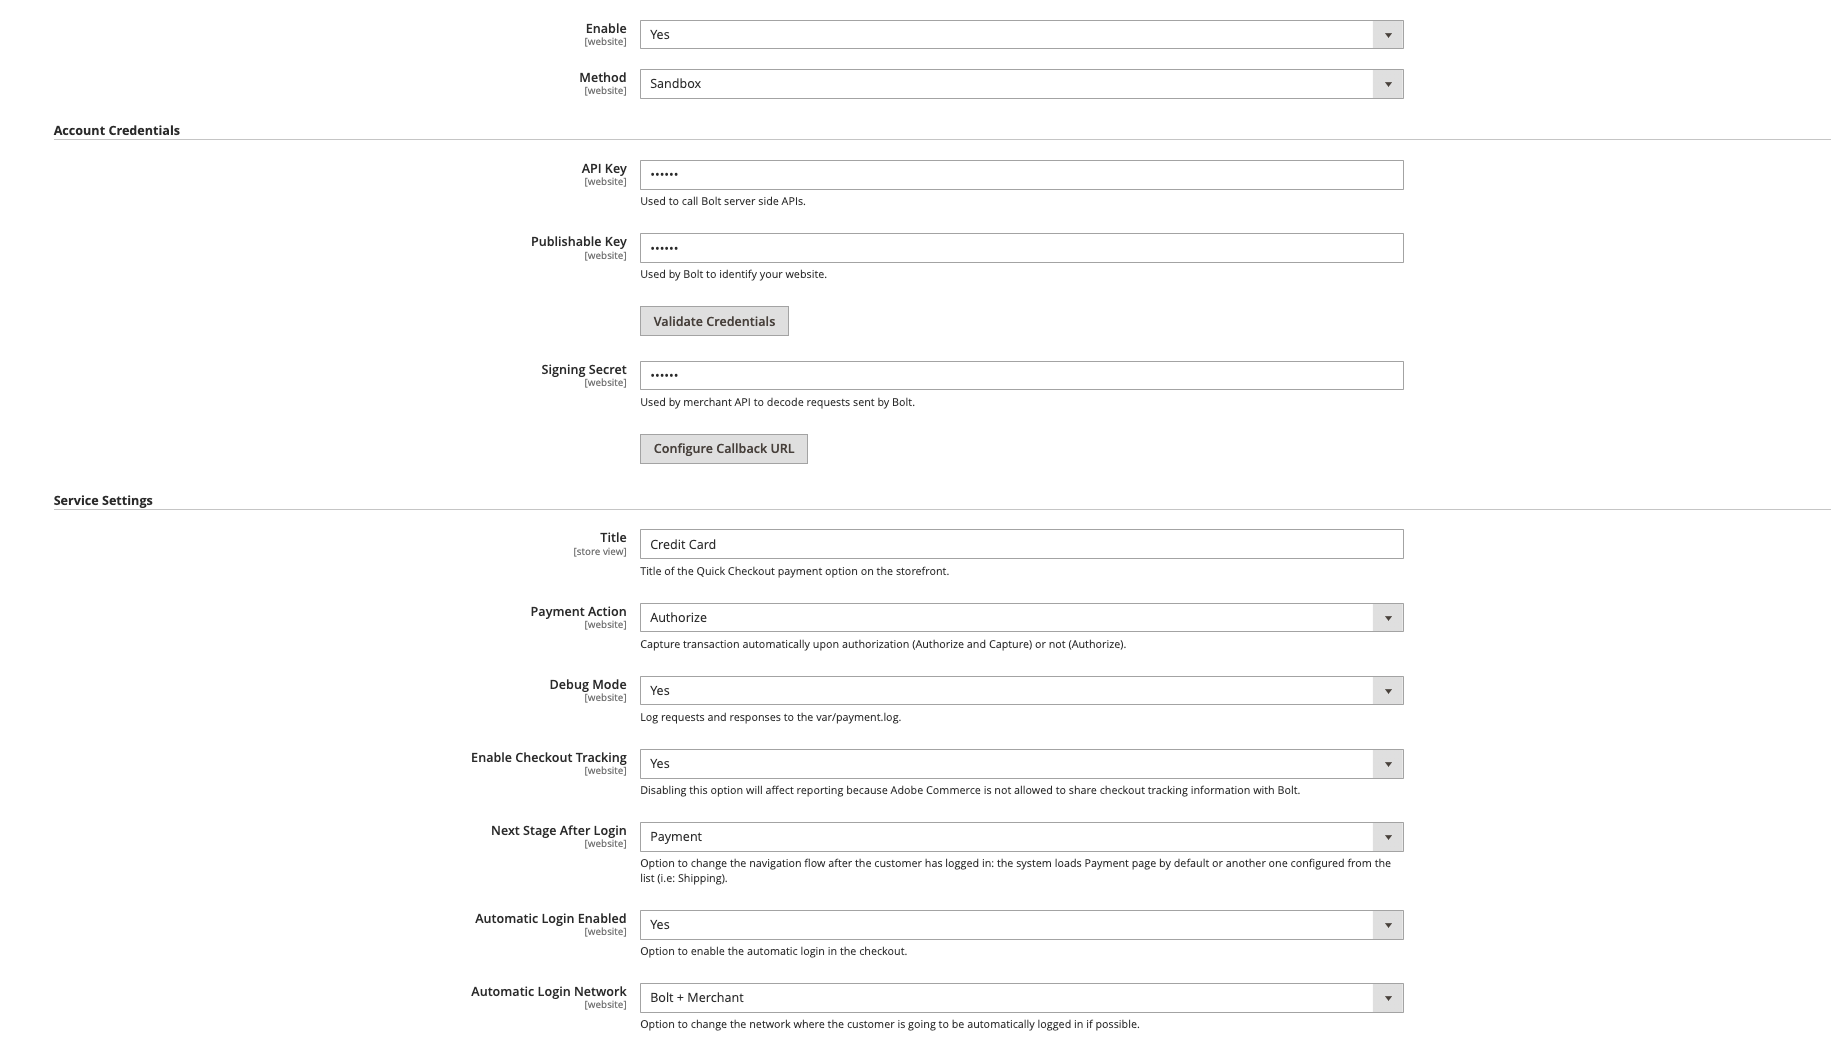 Enable
[website]
Yes
Method
[website]
Sandbox
Account Credentials
API Key
[website]
••••••
Used to call Bolt server side APIs.
Publishable Key
[website]
••••••
Used by Bolt to identify your website.
Validate Credentials
Signing Secret
[website]
••••••
Used by merchant API to decode requests sent by Bolt.
Configure Callback URL
Service Settings
Title
[store view]
Credit Card
Title of the Quick Checkout payment option on the storefront.
Payment Action
[website]
Authorize
Capture transaction automatically upon authorization (Authorize and Capture) or not (Authorize).
Debug Mode
[website]
Yes
Log requests and responses to the var/payment.log.
Enable Checkout Tracking
[website]
Yes
Disabling this option will affect reporting because Adobe Commerce is not allowed to share checkout tracking information with Bolt.
Next Stage After Login
[website]
Payment
Option to change the navigation flow after the customer has logged in: the system loads Payment page by default or another one configured from the
list (i.e: Shipping).
Automatic Login Enabled
[website]
Yes
Option to enable the automatic login in the checkout.
Automatic Login Network
[website]
Bolt + Merchant
Option to change the network where the customer is going to be automatically logged in if possible.